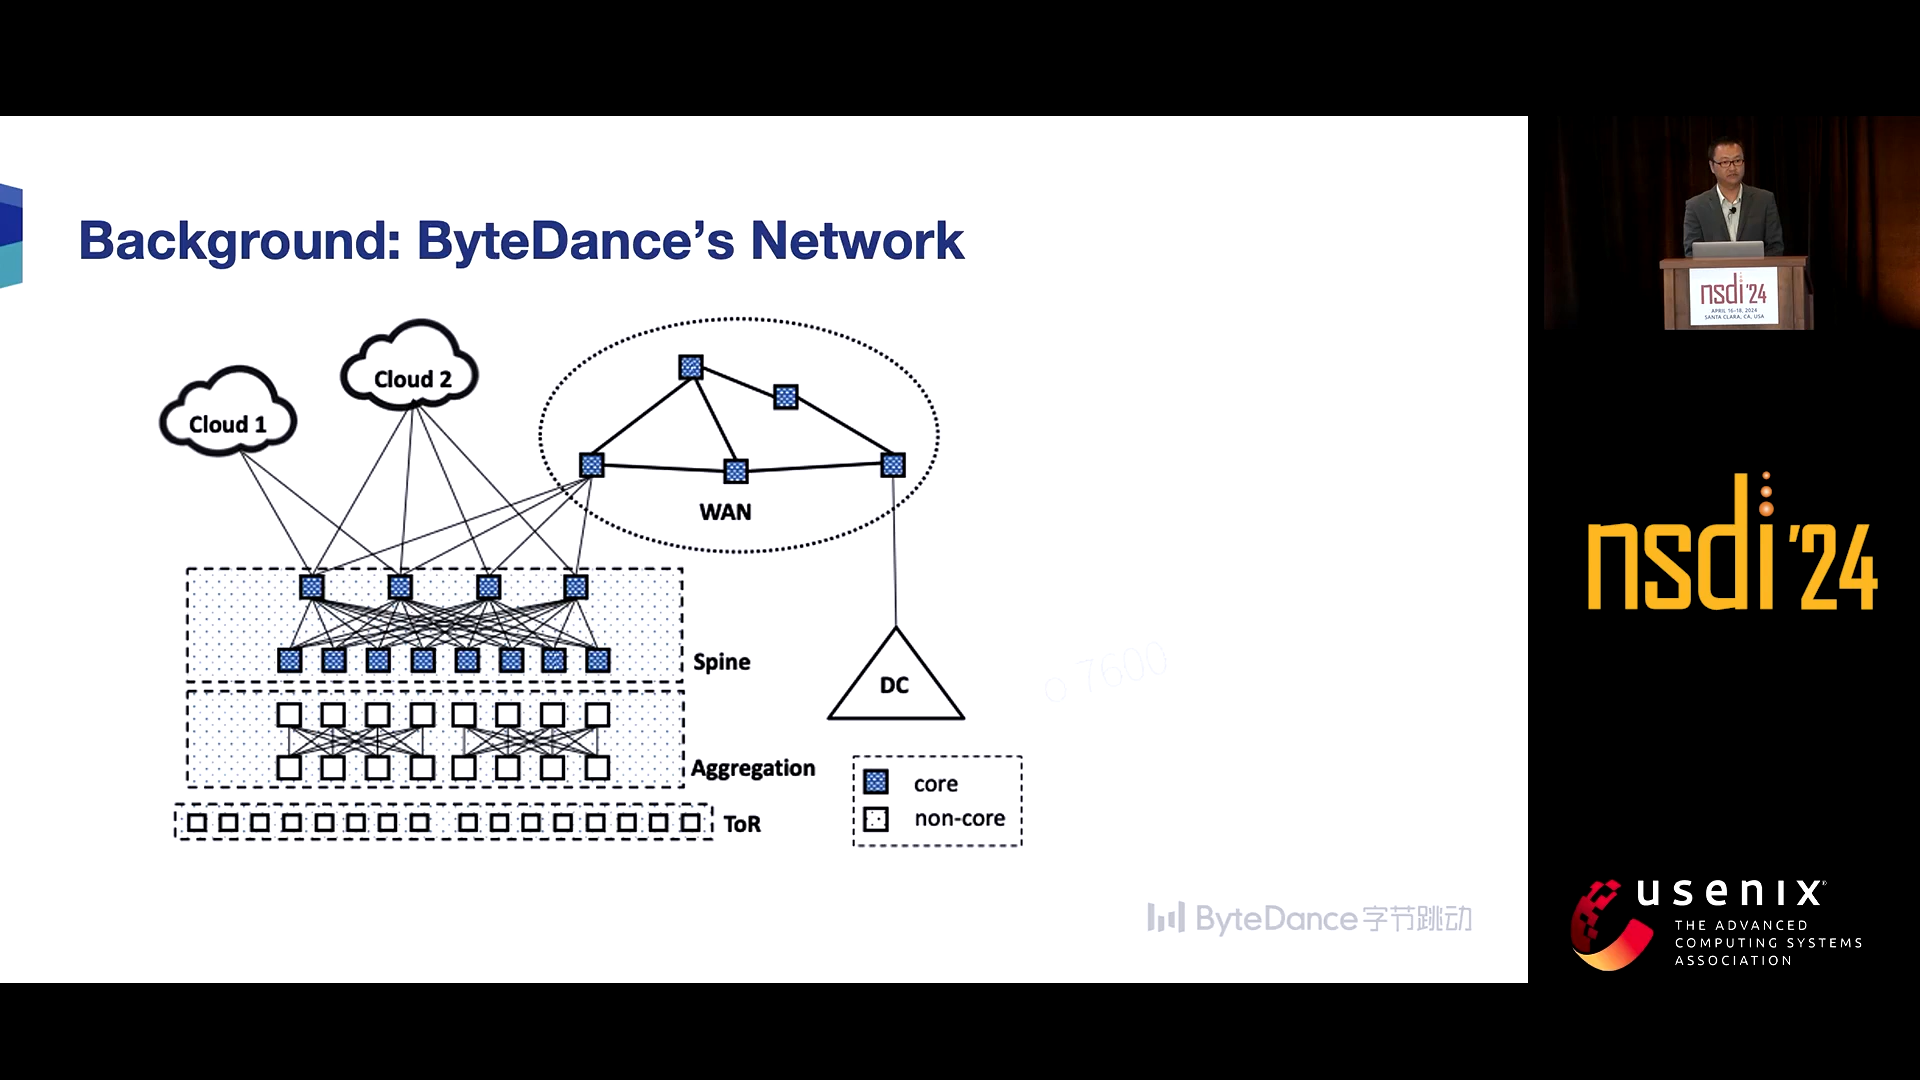 Background: ByteDance's Network
Cloud 1
Cloud 2
WAN
Spine
DC
Aggregation
ToR
core
non-core
o 7600
ByteDance字节跳动
nsdi '24
APRIL 16–18, 2024
SANTA CLARA, CA, USA
nsdi '24
usenix®
THE ADVANCED
COMPUTING SYSTEMS
ASSOCIATION